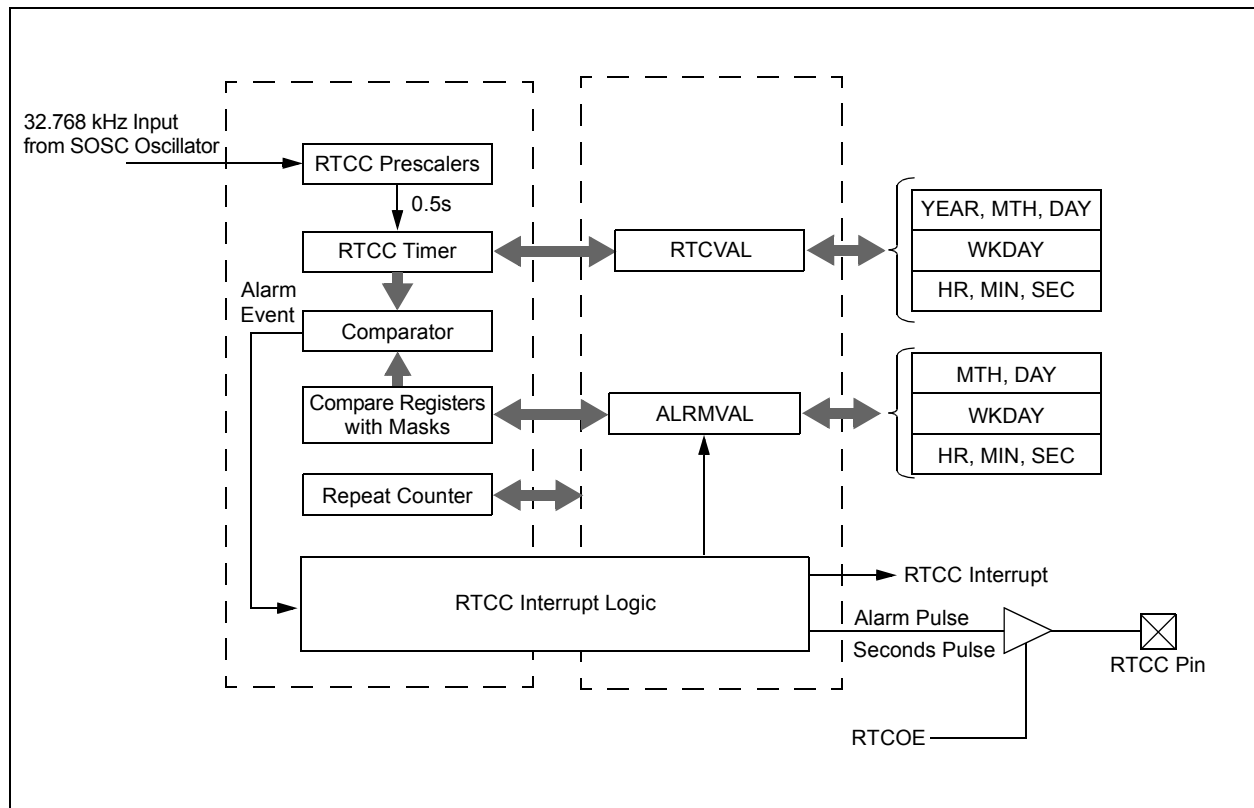 32.768 kHz Input
from SOSC Oscillator
RTCC Prescalers
0.5s
RTCC Timer
RTCVAL
YEAR, MTH, DAY
WKDAY
HR, MIN, SEC
Alarm
Event
Comparator
Compare Registers
with Masks
ALRMVAL
MTH, DAY
WKDAY
HR, MIN, SEC
Repeat Counter
RTCC Interrupt Logic
RTCC Interrupt
Alarm Pulse
Seconds Pulse
RTCC Pin
RTCOE